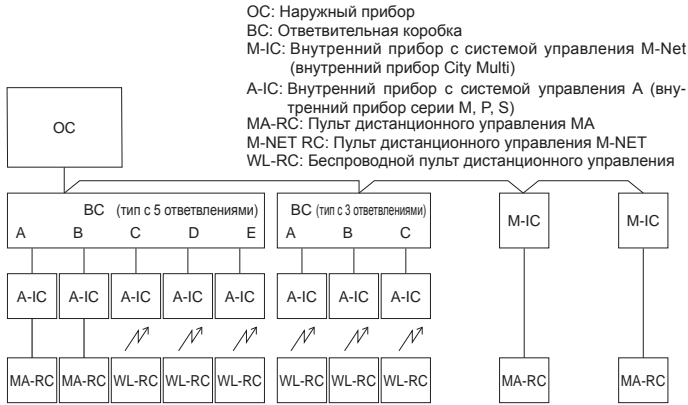 OC: Наружный прибор
BC: Ответвительная коробка
M-IC: Внутренний прибор с системой управления M-Net
(внутренний прибор City Multi)
A-IC: Внутренний прибор с системой управления A (вну-
тренний прибор серии M, P, S)
MA-RC: Пульт дистанционного управления MA
M-NET RC: Пульт дистанционного управления M-NET
WL-RC: Беспроводной пульт дистанционного управления
OC
BC (тип с 5 ответвлениями)
A B C D E
BC (тип с 3 ответвлениями)
A B C
M-IC
M-IC
A-IC A-IC A-IC A-IC A-IC A-IC A-IC A-IC
MA-RC MA-RC WL-RC WL-RC WL-RC WL-RC WL-RC WL-RC MA-RC MA-RC